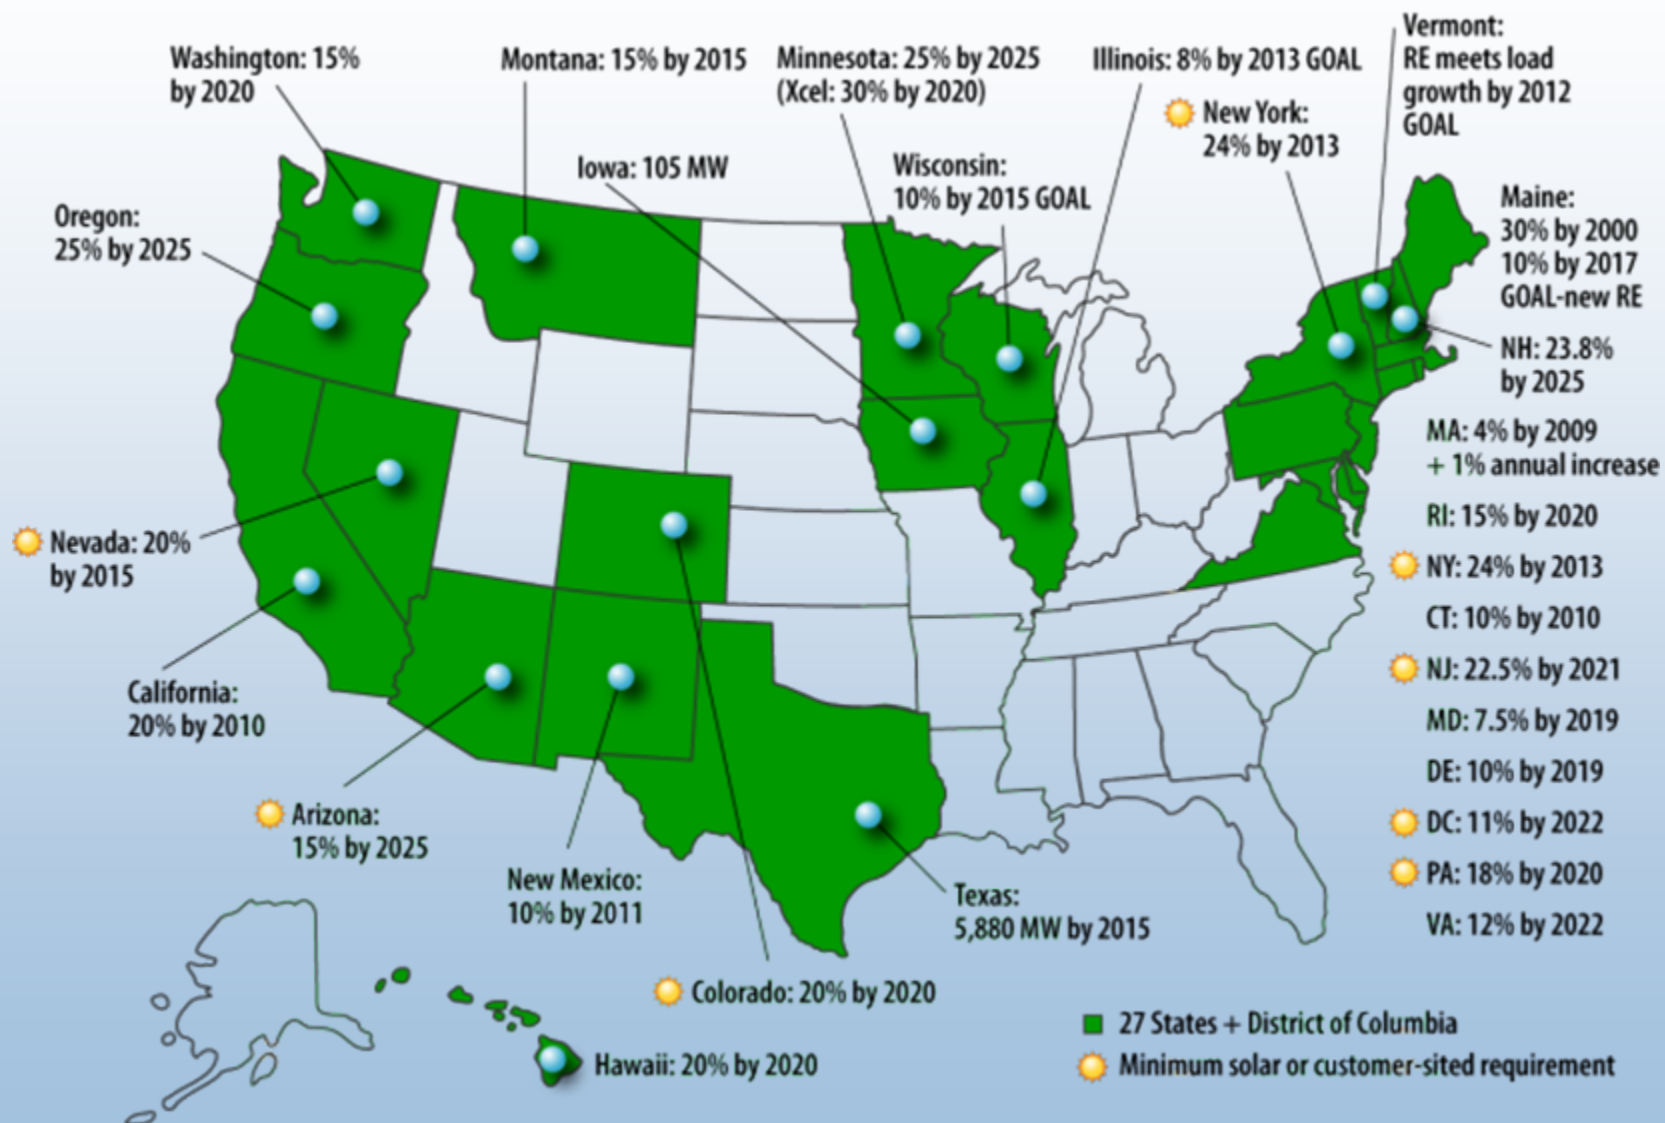 Washington: 15%
by 2020
Montana: 15% by 2015
Minnesota: 25% by 2025
(Xcel: 30% by 2020)
Illinois: 8% by 2013 GOAL
Vermont:
RE meets load
growth by 2012
GOAL
New York:
24% by 2013
Iowa: 105 MW
Wisconsin:
10% by 2015 GOAL
Oregon:
25% by 2025
Maine:
30% by 2000
10% by 2017
GOAL-new RE
NH: 23.8%
by 2025
MA: 4% by 2009
+ 1% annual increase
RI: 15% by 2020
Nevada: 20%
by 2015
NY: 24% by 2013
CT: 10% by 2010
NJ: 22.5% by 2021
California:
20% by 2010
MD: 7.5% by 2019
DE: 10% by 2019
Arizona:
15% by 2025
DC: 11% by 2022
New Mexico:
10% by 2011
PA: 18% by 2020
Texas:
5,880 MW by 2015
VA: 12% by 2022
Colorado: 20% by 2020
Hawaii: 20% by 2020
27 States + District of Columbia
Minimum solar or customer-sited requirement